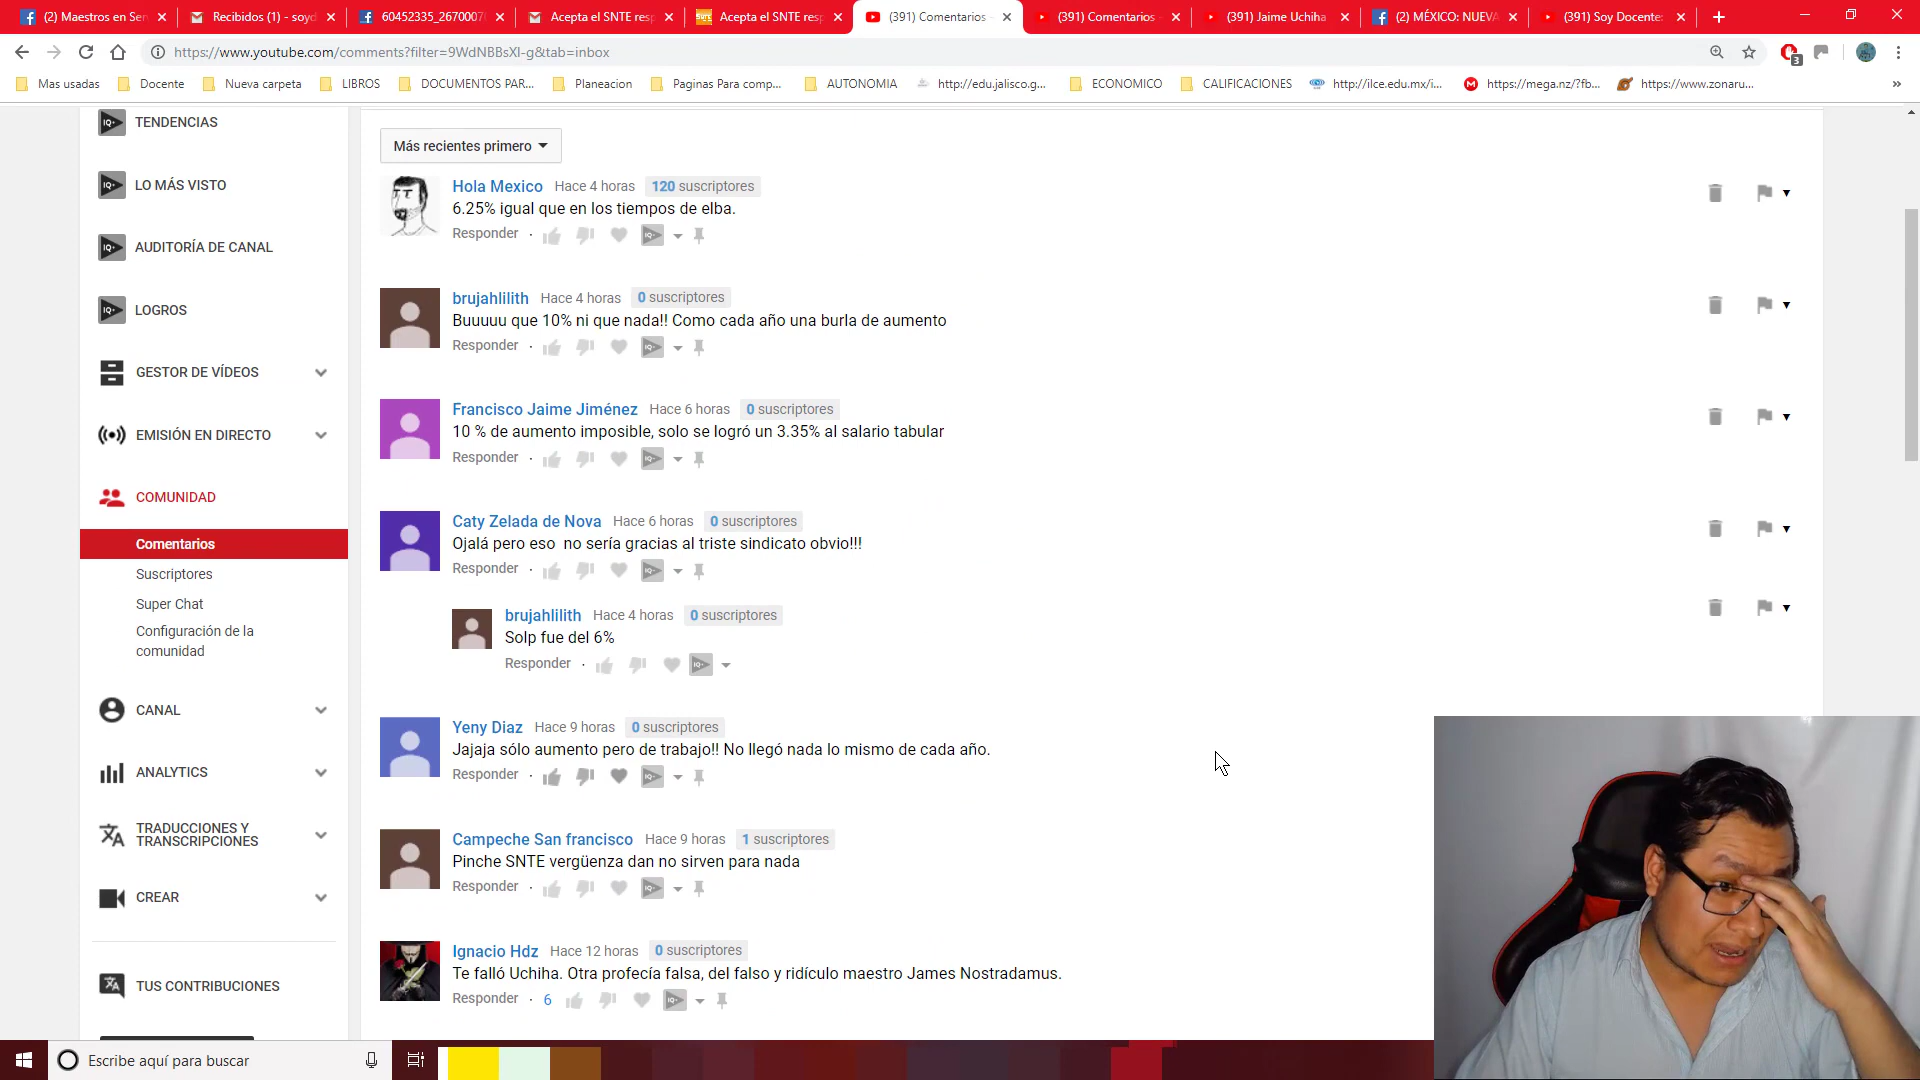 (2) Maestros en Ser
Recibidos (1) - soyd
60452335_26700070
Acepta el SNTE resp
Acepta el SNTE resp
(391) Comentarios -
(391) Comentarios -
(391) Jaime Uchiha
(2) MÉXICO: NUEVA
(391) Soy Docente:
https://www.youtube.com/comments?filter=9WdNBBsXI-g&tab=inbox
3
Mas usadas
Docente
Nueva carpeta
LIBROS
DOCUMENTOS PAR...
Planeacion
Paginas Para comp...
AUTONOMIA
http://edu.jalisco.g...
ECONOMICO
CALIFICACIONES
http://ilce.edu.mx/i...
https://mega.nz/?fb...
https://www.zonaru...
TENDENCIAS
LO MÁS VISTO
AUDITORÍA DE CANAL
LOGROS
GESTOR DE VÍDEOS
EMISIÓN EN DIRECTO
COMUNIDAD
Comentarios
Suscriptores
Super Chat
Configuración de la
comunidad
CANAL
ANALYTICS
TRADUCCIONES Y
TRANSCRIPCIONES
CREAR
TUS CONTRIBUCIONES
Más recientes primero
Hola Mexico Hace 4 horas 120 suscriptores
6.25% igual que en los tiempos de elba.
Responder
brujahlilith Hace 4 horas 0 suscriptores
Buuuuu que 10% ni que nada!! Como cada año una burla de aumento
Responder
Francisco Jaime Jiménez Hace 6 horas 0 suscriptores
10 % de aumento imposible, solo se logró un 3.35% al salario tabular
Responder
Caty Zelada de Nova Hace 6 horas 0 suscriptores
Ojalá pero eso no sería gracias al triste sindicato obvio!!!
Responder
brujahlilith Hace 4 horas 0 suscriptores
Solp fue del 6%
Responder
Yeny Diaz Hace 9 horas 0 suscriptores
Jajaja sólo aumento pero de trabajo!! No llegó nada lo mismo de cada año.
Responder
Campeche San francisco Hace 9 horas 1 suscriptores
Pinche SNTE vergüenza dan no sirven para nada
Responder
Ignacio Hdz Hace 12 horas 0 suscriptores
Te falló Uchiha. Otra profecía falsa, del falso y ridículo maestro James Nostradamus.
Responder · 6
Escribe aquí para buscar